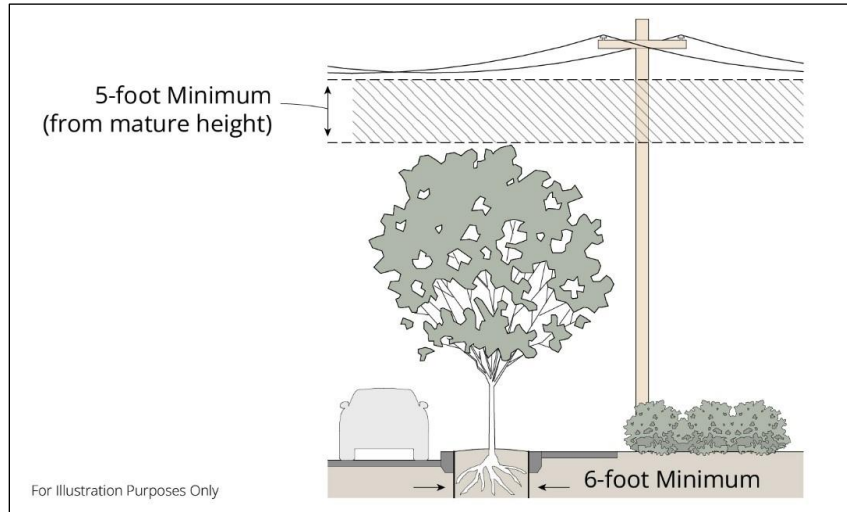 5-foot Minimum
(from mature height)
6-foot Minimum
For Illustration Purposes Only